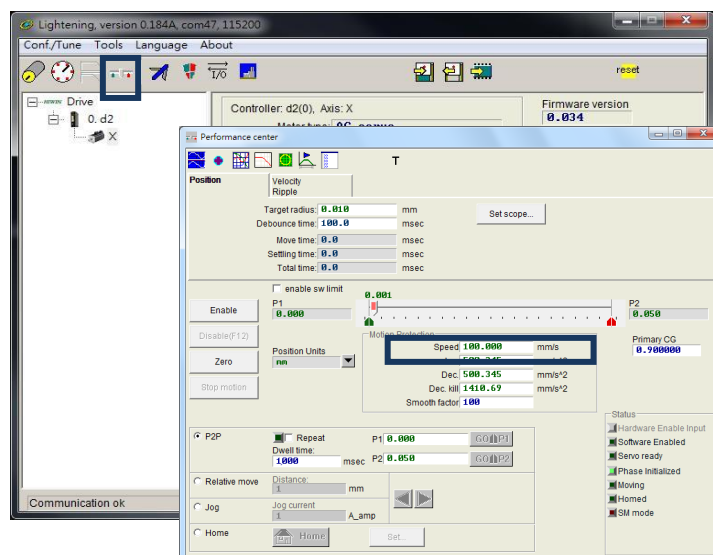 Lightening, version 0.184A, com47, 115200
Conf./Tune Tools Language About
I/O
reset
HIWIN Drive
0. d2
X
Controller: d2(0), Axis: X
Firmware version
0.034
Performance center
T
Position
Velocity
Ripple
Target radius: 0.010 mm
Set scope...
Debounce time: 100.0 msec
Move time: 0.0 msec
Settling time: 0.0 msec
Total time: 0.0 msec
enable sw limit
0.001
P1
0.000
P2
0.050
Enable
Disable(F12)
Zero
Stop motion
Position Units
mm
Motion Protection
Speed 100.000 mm/s
Dec. 500.345 mm/s^2
Dec. kill 1410.69 mm/s^2
Smooth factor 100
Primary CG
0.900000
Status
Hardware Enable Input
Software Enabled
Servo ready
Phase Initialized
Moving
Homed
SM mode
P2P
Repeat
P1 0.000 GO P1
Dwell time:
1000 msec
P2 0.050 GO P2
Relative move
Distance:
1 mm
Jog
Jog current
1 A_amp
Home
Home
Set...
Communication ok